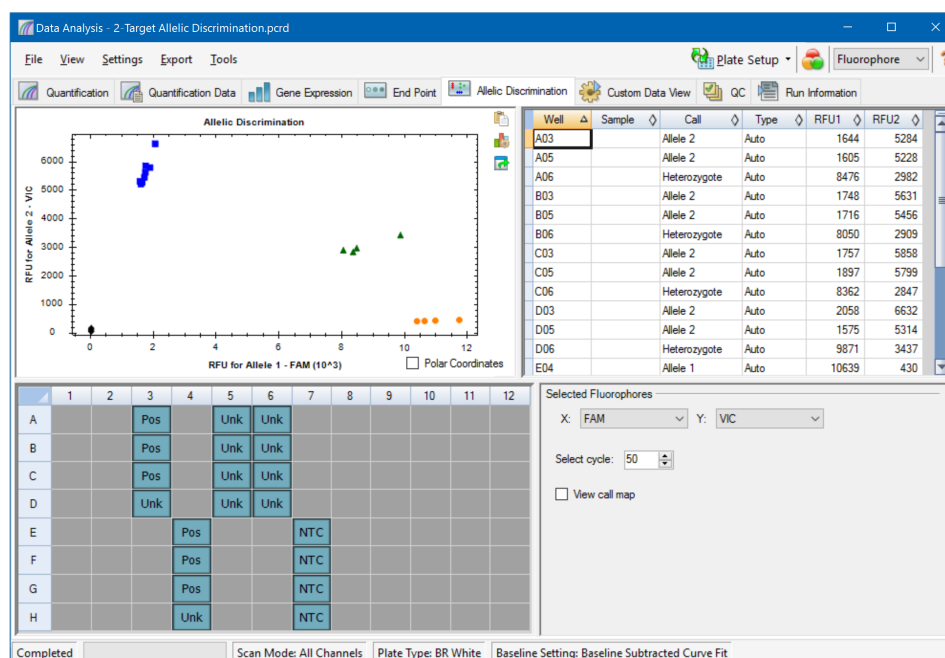 Data Analysis - 2-Target Allelic Discrimination.pcrd
File View Settings Export Tools Plate Setup Fluorophore
Quantification Quantification Data Gene Expression End Point Allelic Discrimination Custom Data View QC Run Information
Allelic Discrimination
RFU for Allele 2 - VIC
6000
5000
4000
3000
2000
1000
0
0 2 4 6 8 10 12
RFU for Allele 1 - FAM (10^3)
Polar Coordinates
Well Sample Call Type RFU1 RFU2
A03 Allele 2 Auto 1644 5284
A05 Allele 2 Auto 1605 5228
A06 Heterozygote Auto 8476 2982
B03 Allele 2 Auto 1748 5631
B05 Allele 2 Auto 1716 5456
B06 Heterozygote Auto 8050 2909
C03 Allele 2 Auto 1757 5858
C05 Allele 2 Auto 1897 5799
C06 Heterozygote Auto 8362 2847
D03 Allele 2 Auto 2058 6632
D05 Allele 2 Auto 1575 5314
D06 Heterozygote Auto 9871 3437
E04 Allele 1 Auto 10639 430
1 2 3 4 5 6 7 8 9 10 11 12
A Pos Unk Unk
B Pos Unk Unk
C Pos Unk Unk
D Unk Unk Unk
E Pos NTC
F Pos NTC
G Pos NTC
H Unk NTC
Selected Fluorophores
X: FAM Y: VIC
Select cycle: 50
View call map
Completed Scan Mode: All Channels Plate Type: BR White Baseline Setting: Baseline Subtracted Curve Fit